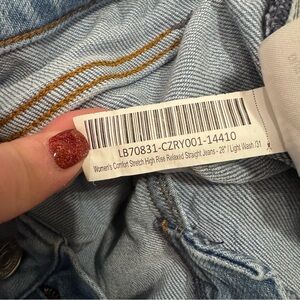 LB70831-CZRY001-14410
Women's Comfort Stretch High Rise Relaxed Straight Jeans - 28" / Light Wash /31